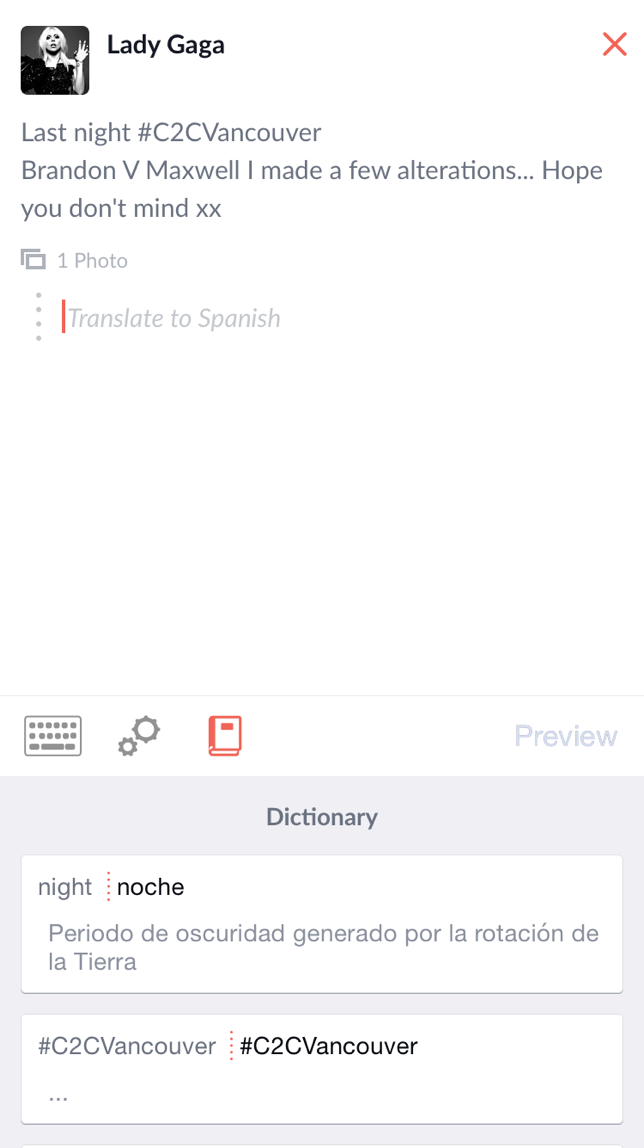 Lady Gaga
Last night #C2CVancouver
Brandon V Maxwell I made a few alterations... Hope
you don't mind xx
1 Photo
Translate to Spanish
Preview
Dictionary
night noche
Periodo de oscuridad generado por la rotación de
la Tierra
#C2CVancouver #C2CVancouver
...